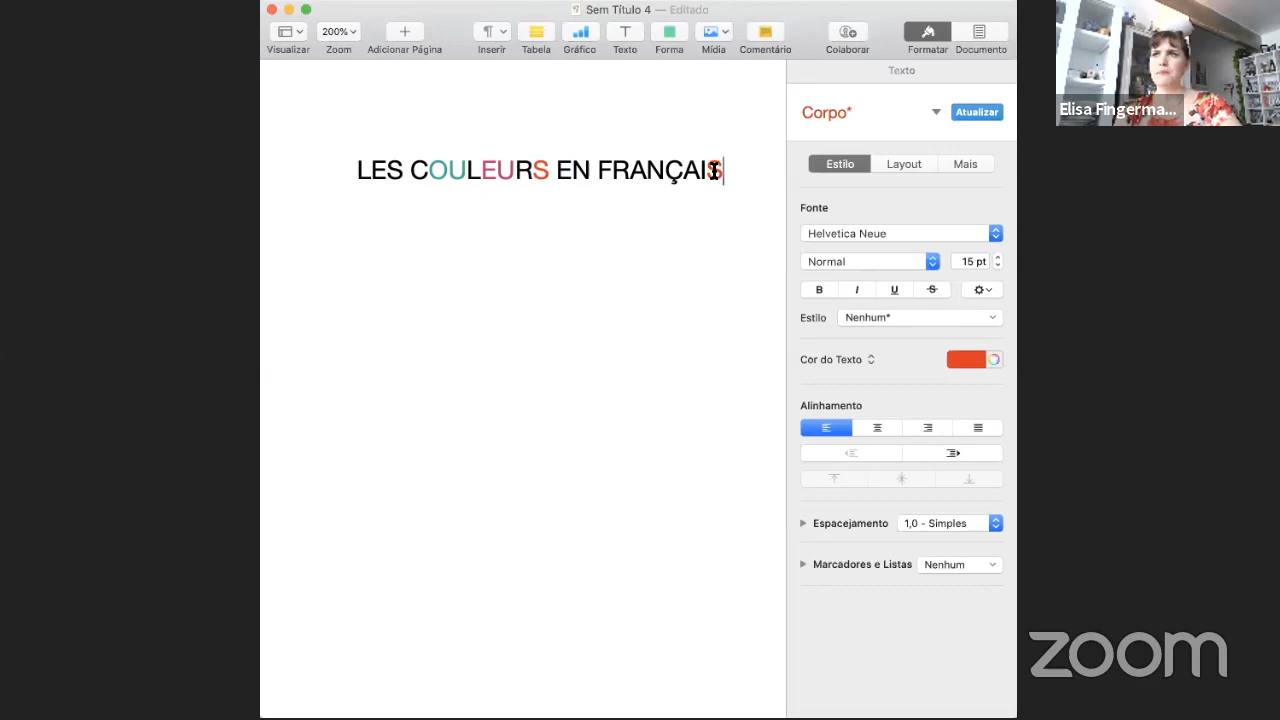 Sem Título 4 — Editado
200%
Visualizar Zoom Adicionar Página Inserir Tabela Gráfico Texto Forma Mídia Comentário Colaborar Formatar Documento
Texto
Corpo* Atualizar
Estilo Layout Mais
LES COULEURS EN FRANÇAIS
Fonte
Helvetica Neue
Normal 15 pt
B I U S
Estilo Nenhum*
Cor do Texto
Alinhamento
Espacejamento 1,0 - Simples
Marcadores e Listas Nenhum
Elisa Fingerma...
zoom